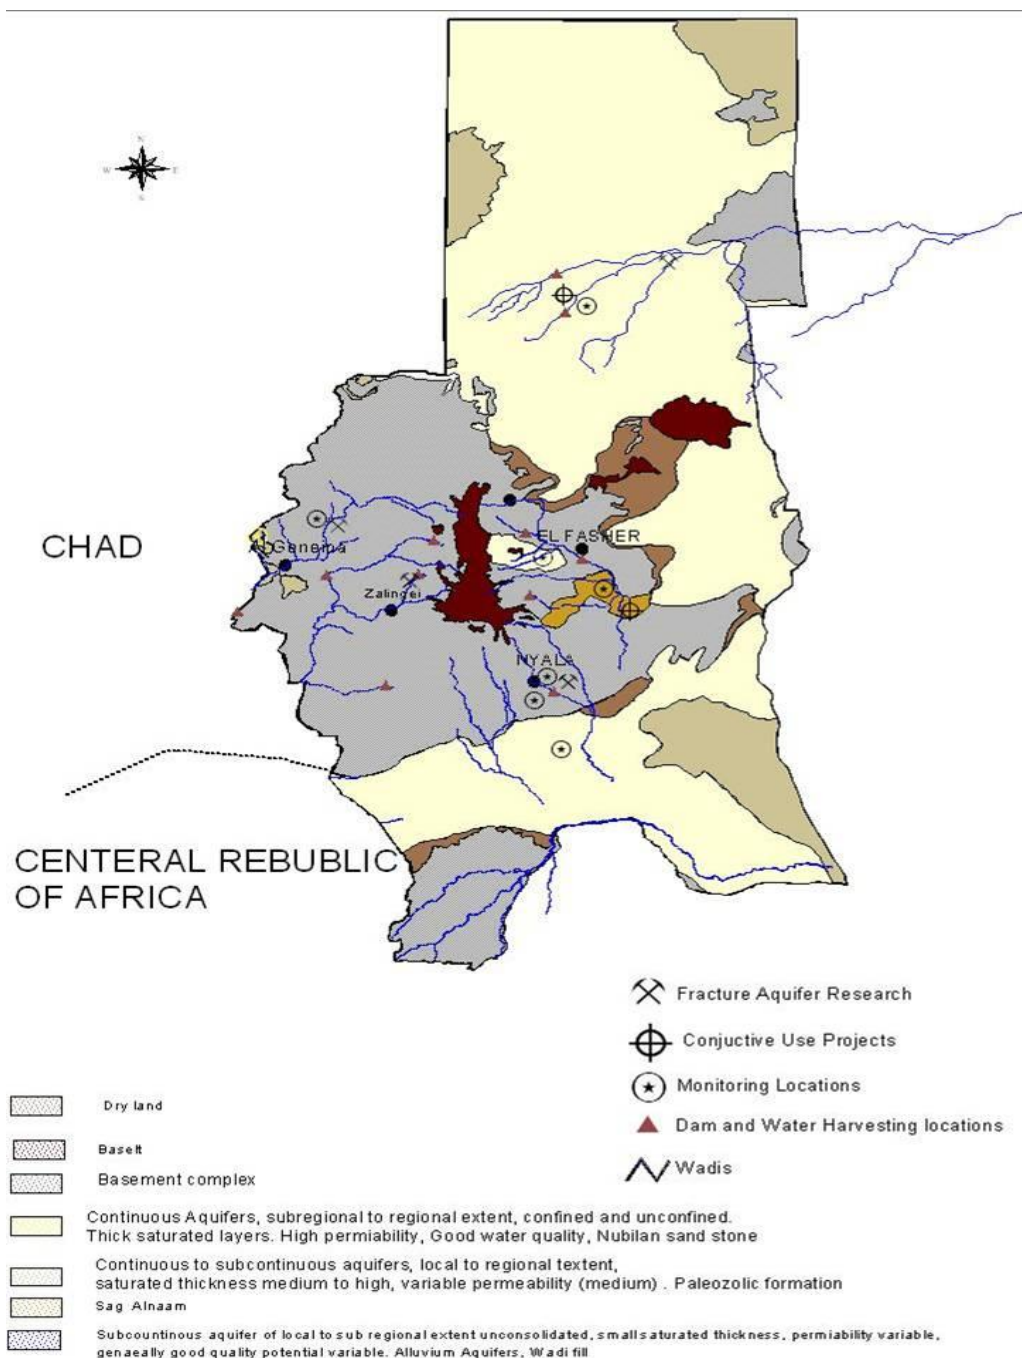 N
W E
S
EL FASHER
CHAD
Al Geneina
Zalingei
NYALA
CENTERAL REBUBLIC
OF AFRICA
Fracture Aquifer Research
Conjuctive Use Projects
Monitoring Locations
Dam and Water Harvesting locations
Wadis
Dry land
Baselt
Basement complex
Continuous Aquifers, subregional to regional extent, confined and unconfined.
Thick saturated layers. High permiability, Good water quality, Nubilan sand stone
Continuous to subcontinuous aquifers, local to regional textent,
saturated thickness medium to high, variable permeability (medium) . Paleozolic formation
Sag Alnaam
Subcountinous aquifer of local to sub regional extent unconsolidated, small saturated thickness, permiability variable,
genaeally good quality potential variable. Alluvium Aquifers, Wadi fill